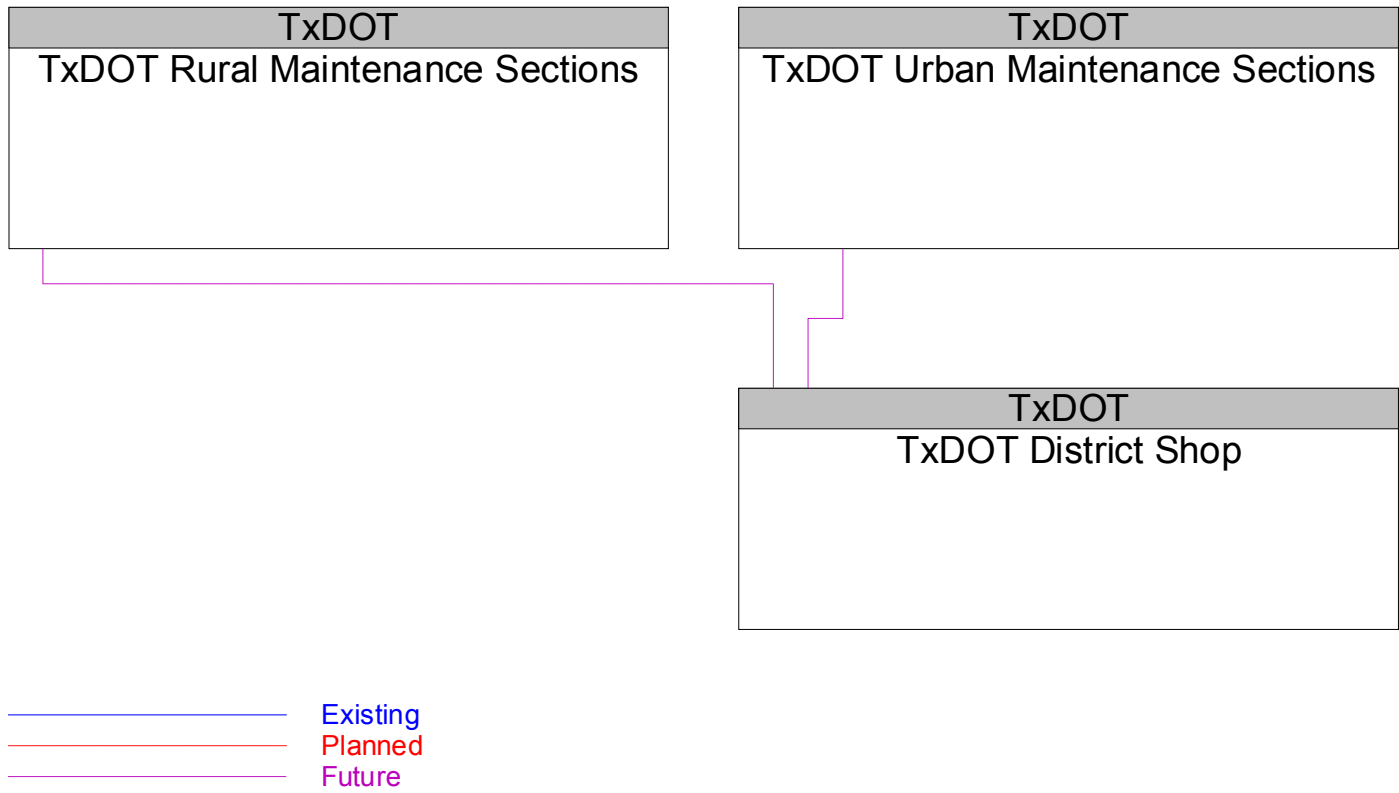 TxDOT
TxDOT Rural Maintenance Sections
TxDOT
TxDOT Urban Maintenance Sections
TxDOT
TxDOT District Shop
Existing
Planned
Future